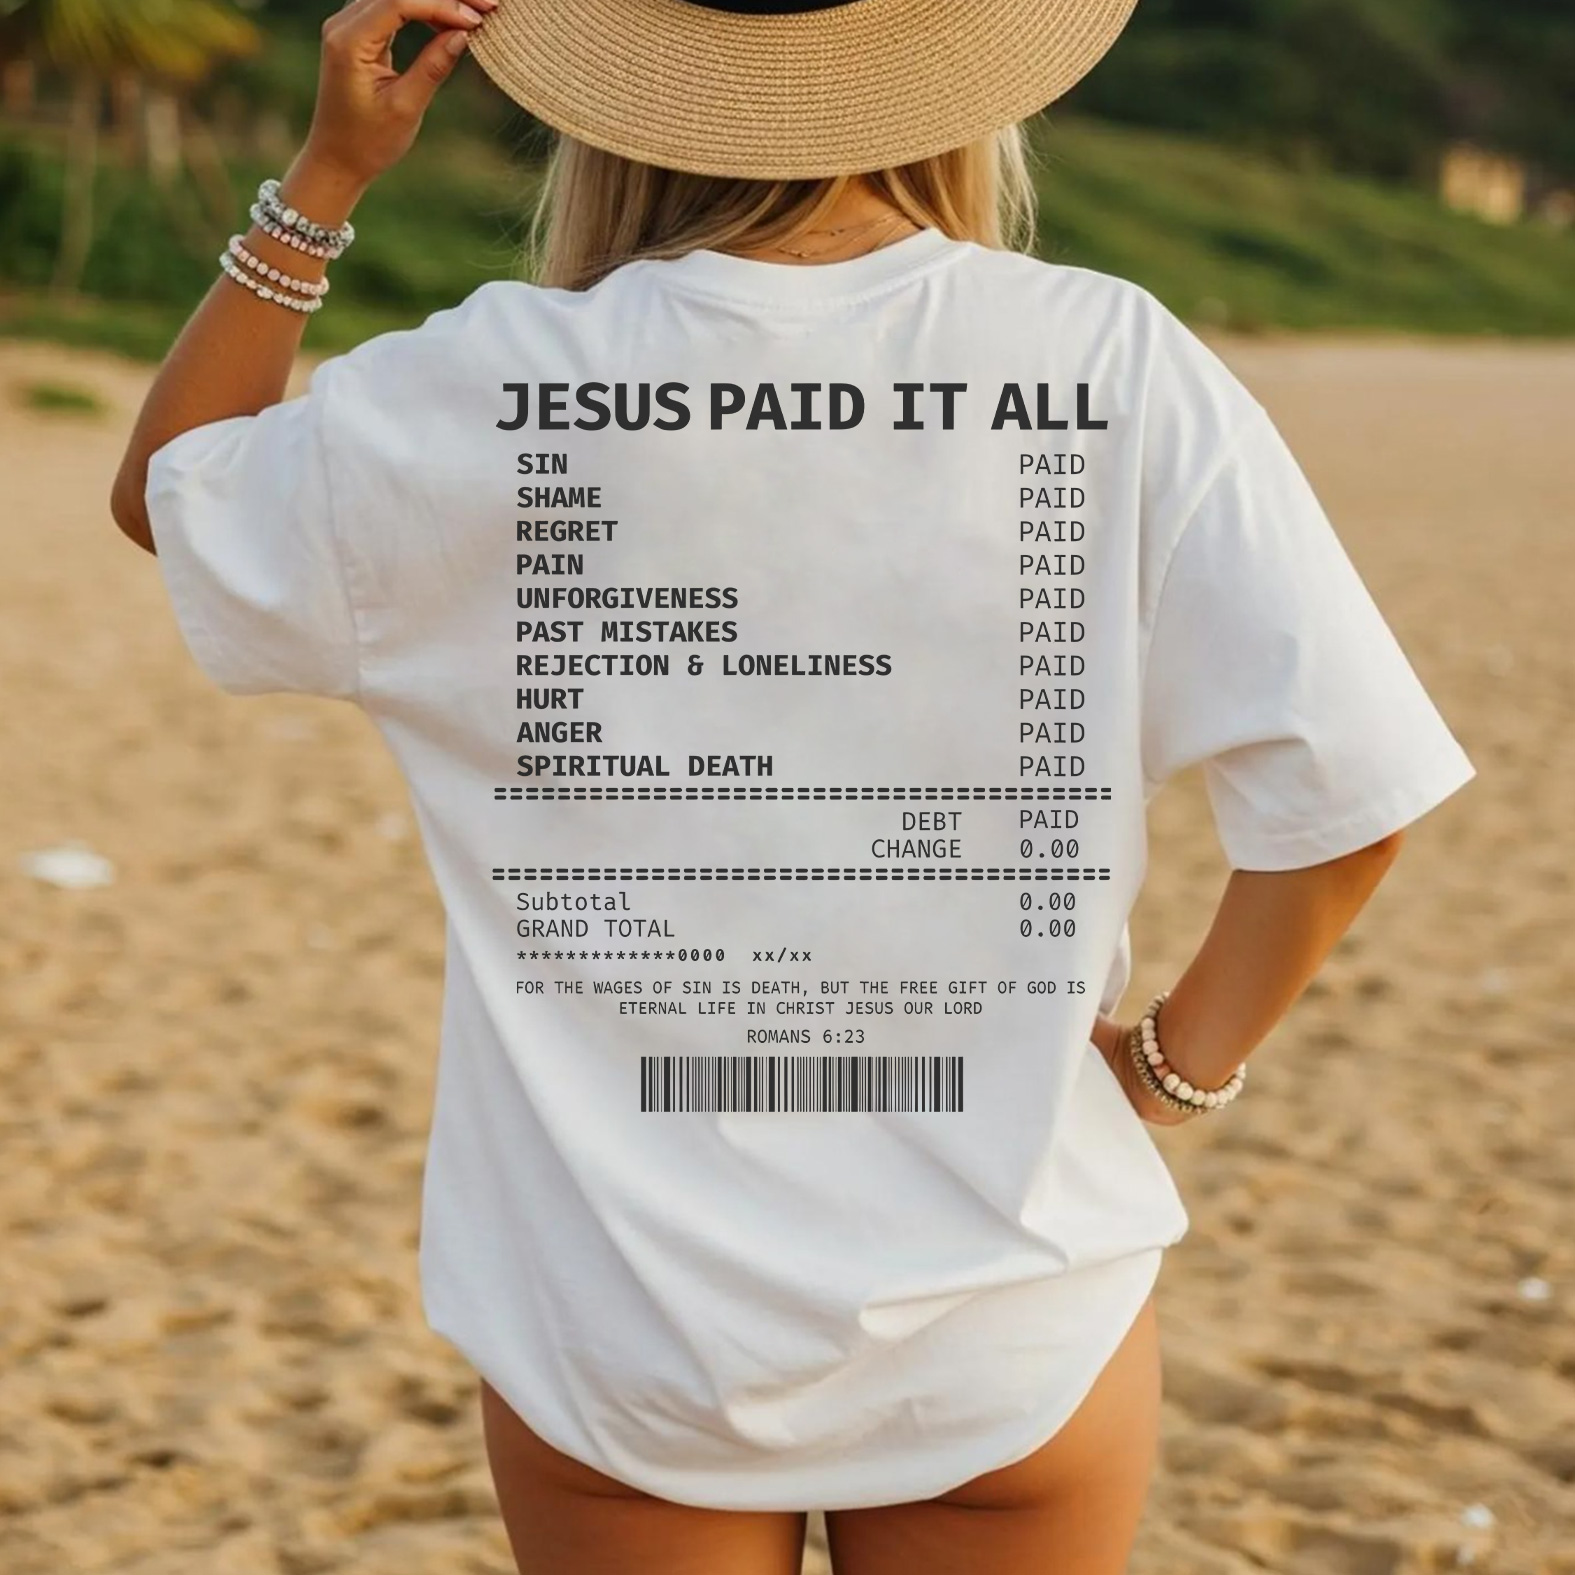 JESUS PAID IT ALL
SIN PAID
SHAME PAID
REGRET PAID
PAIN PAID
UNFORGIVENESS PAID
PAST MISTAKES PAID
REJECTION & LONELINESS PAID
HURT PAID
ANGER PAID
SPIRITUAL DEATH PAID
=======================================
DEBT PAID
CHANGE 0.00
=======================================
Subtotal 0.00
GRAND TOTAL 0.00
*************0000 xx/xx
FOR THE WAGES OF SIN IS DEATH, BUT THE FREE GIFT OF GOD IS
ETERNAL LIFE IN CHRIST JESUS OUR LORD
ROMANS 6:23